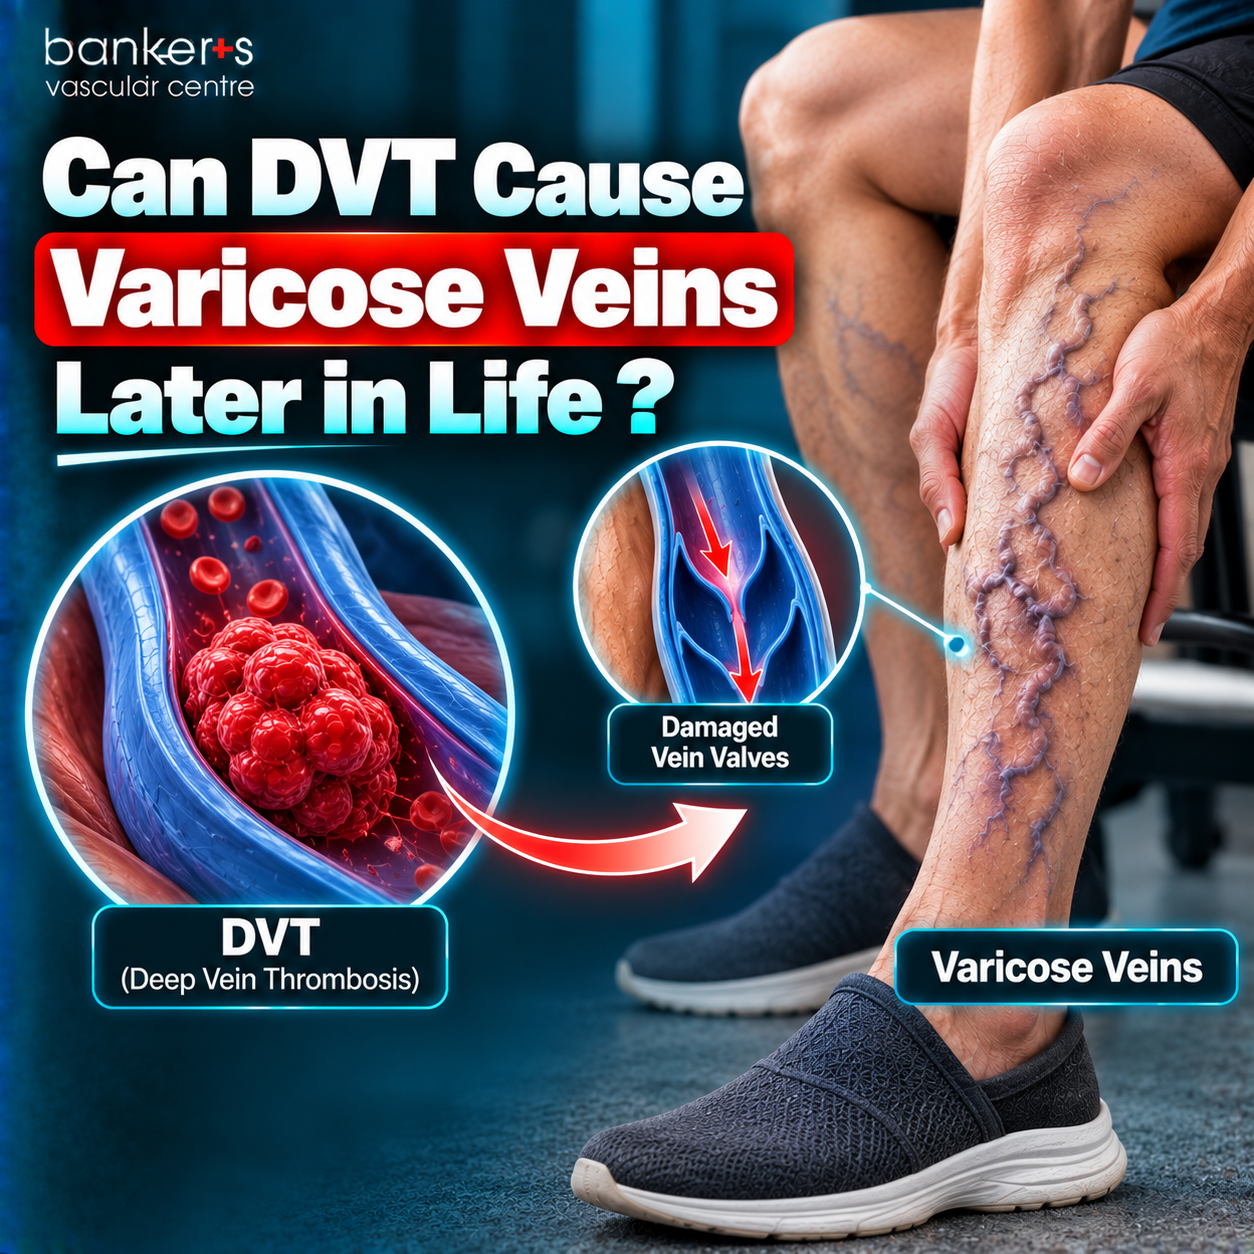 bankers
vascular centre
Can DVT Cause
Varicose Veins
Later in Life ?
Damaged
Vein Valves
DVT
(Deep Vein Thrombosis)
Varicose Veins